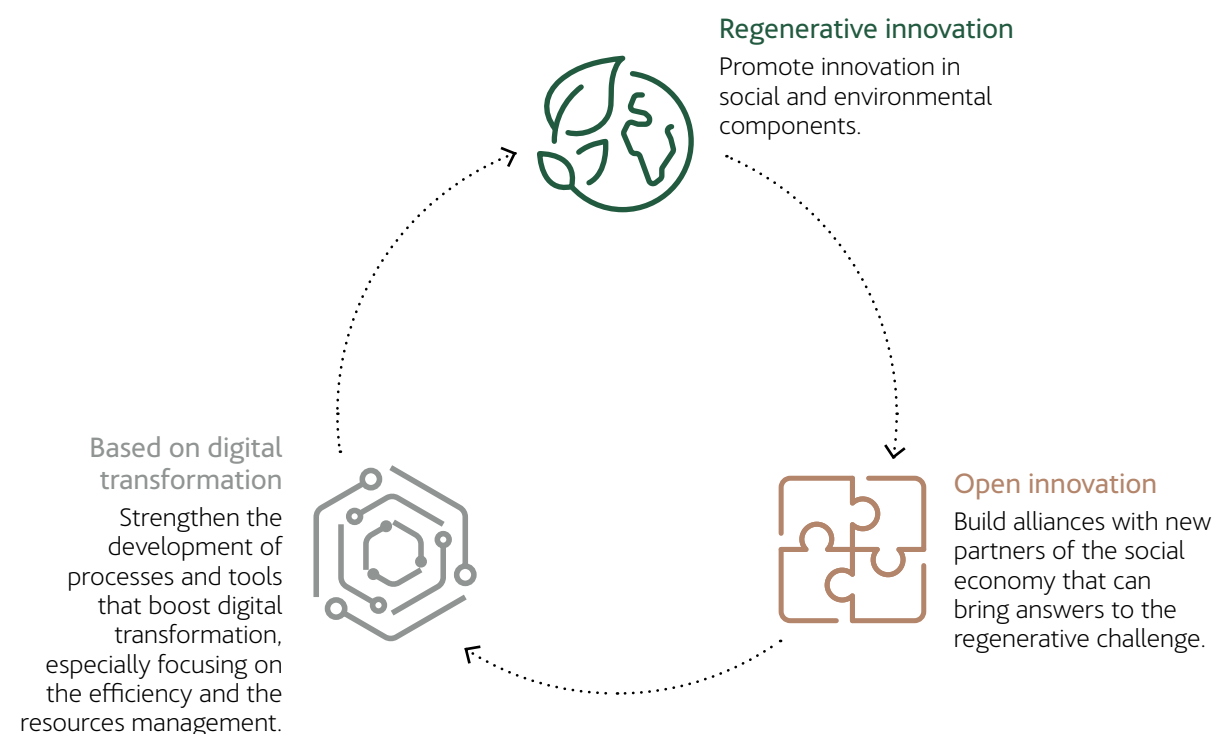 Regenerative innovation
Promote innovation in
social and environmental
components.
Open innovation
Build alliances with new
partners of the social
economy that can
bring answers to the
regenerative challenge.
Based on digital
transformation
Strengthen the
development of
processes and tools
that boost digital
transformation,
especially focusing on
the efficiency and the
resources management.